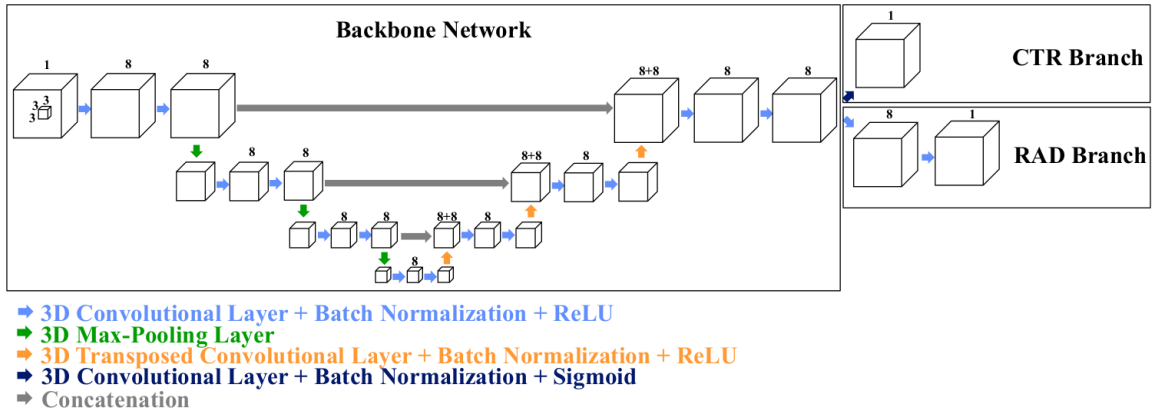 Backbone Network
1
8
8
8+8
8
8
3
3
3
8
8
8+8
8
8
8
8+8
8
8
1
CTR Branch
8
1
RAD Branch
3D Convolutional Layer + Batch Normalization + ReLU
3D Max-Pooling Layer
3D Transposed Convolutional Layer + Batch Normalization + ReLU
3D Convolutional Layer + Batch Normalization + Sigmoid
Concatenation